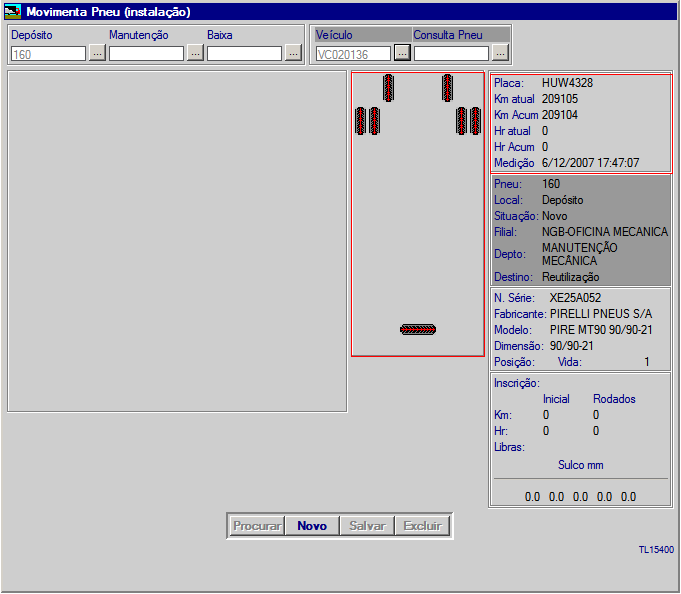 Movimenta Pneu (instalação)
Depósito Manutenção Baixa Veículo Consulta Pneu
160 ... ... ... VC020136 ... ...
Placa: HUW4328
Km atual 209105
Km Acum 209104
Hr atual 0
Hr Acum 0
Medição 6/12/2007 17:47:07
Pneu: 160
Local: Depósito
Situação: Novo
Filial: NGB-OFICINA MECANICA
Depto: MANUTENÇÃO
MECÂNICA
Destino: Reutilização
N. Série: XE25A052
Fabricante: PIRELLI PNEUS S/A
Modelo: PIRE MT90 90/90-21
Dimensão: 90/90-21
Posição: Vida: 1
Inscrição:
Inicial Rodados
Km: 0 0
Hr: 0 0
Libras:
Sulco mm
0.0 0.0 0.0 0.0 0.0
Procurar Novo Salvar Excluir
TL15400